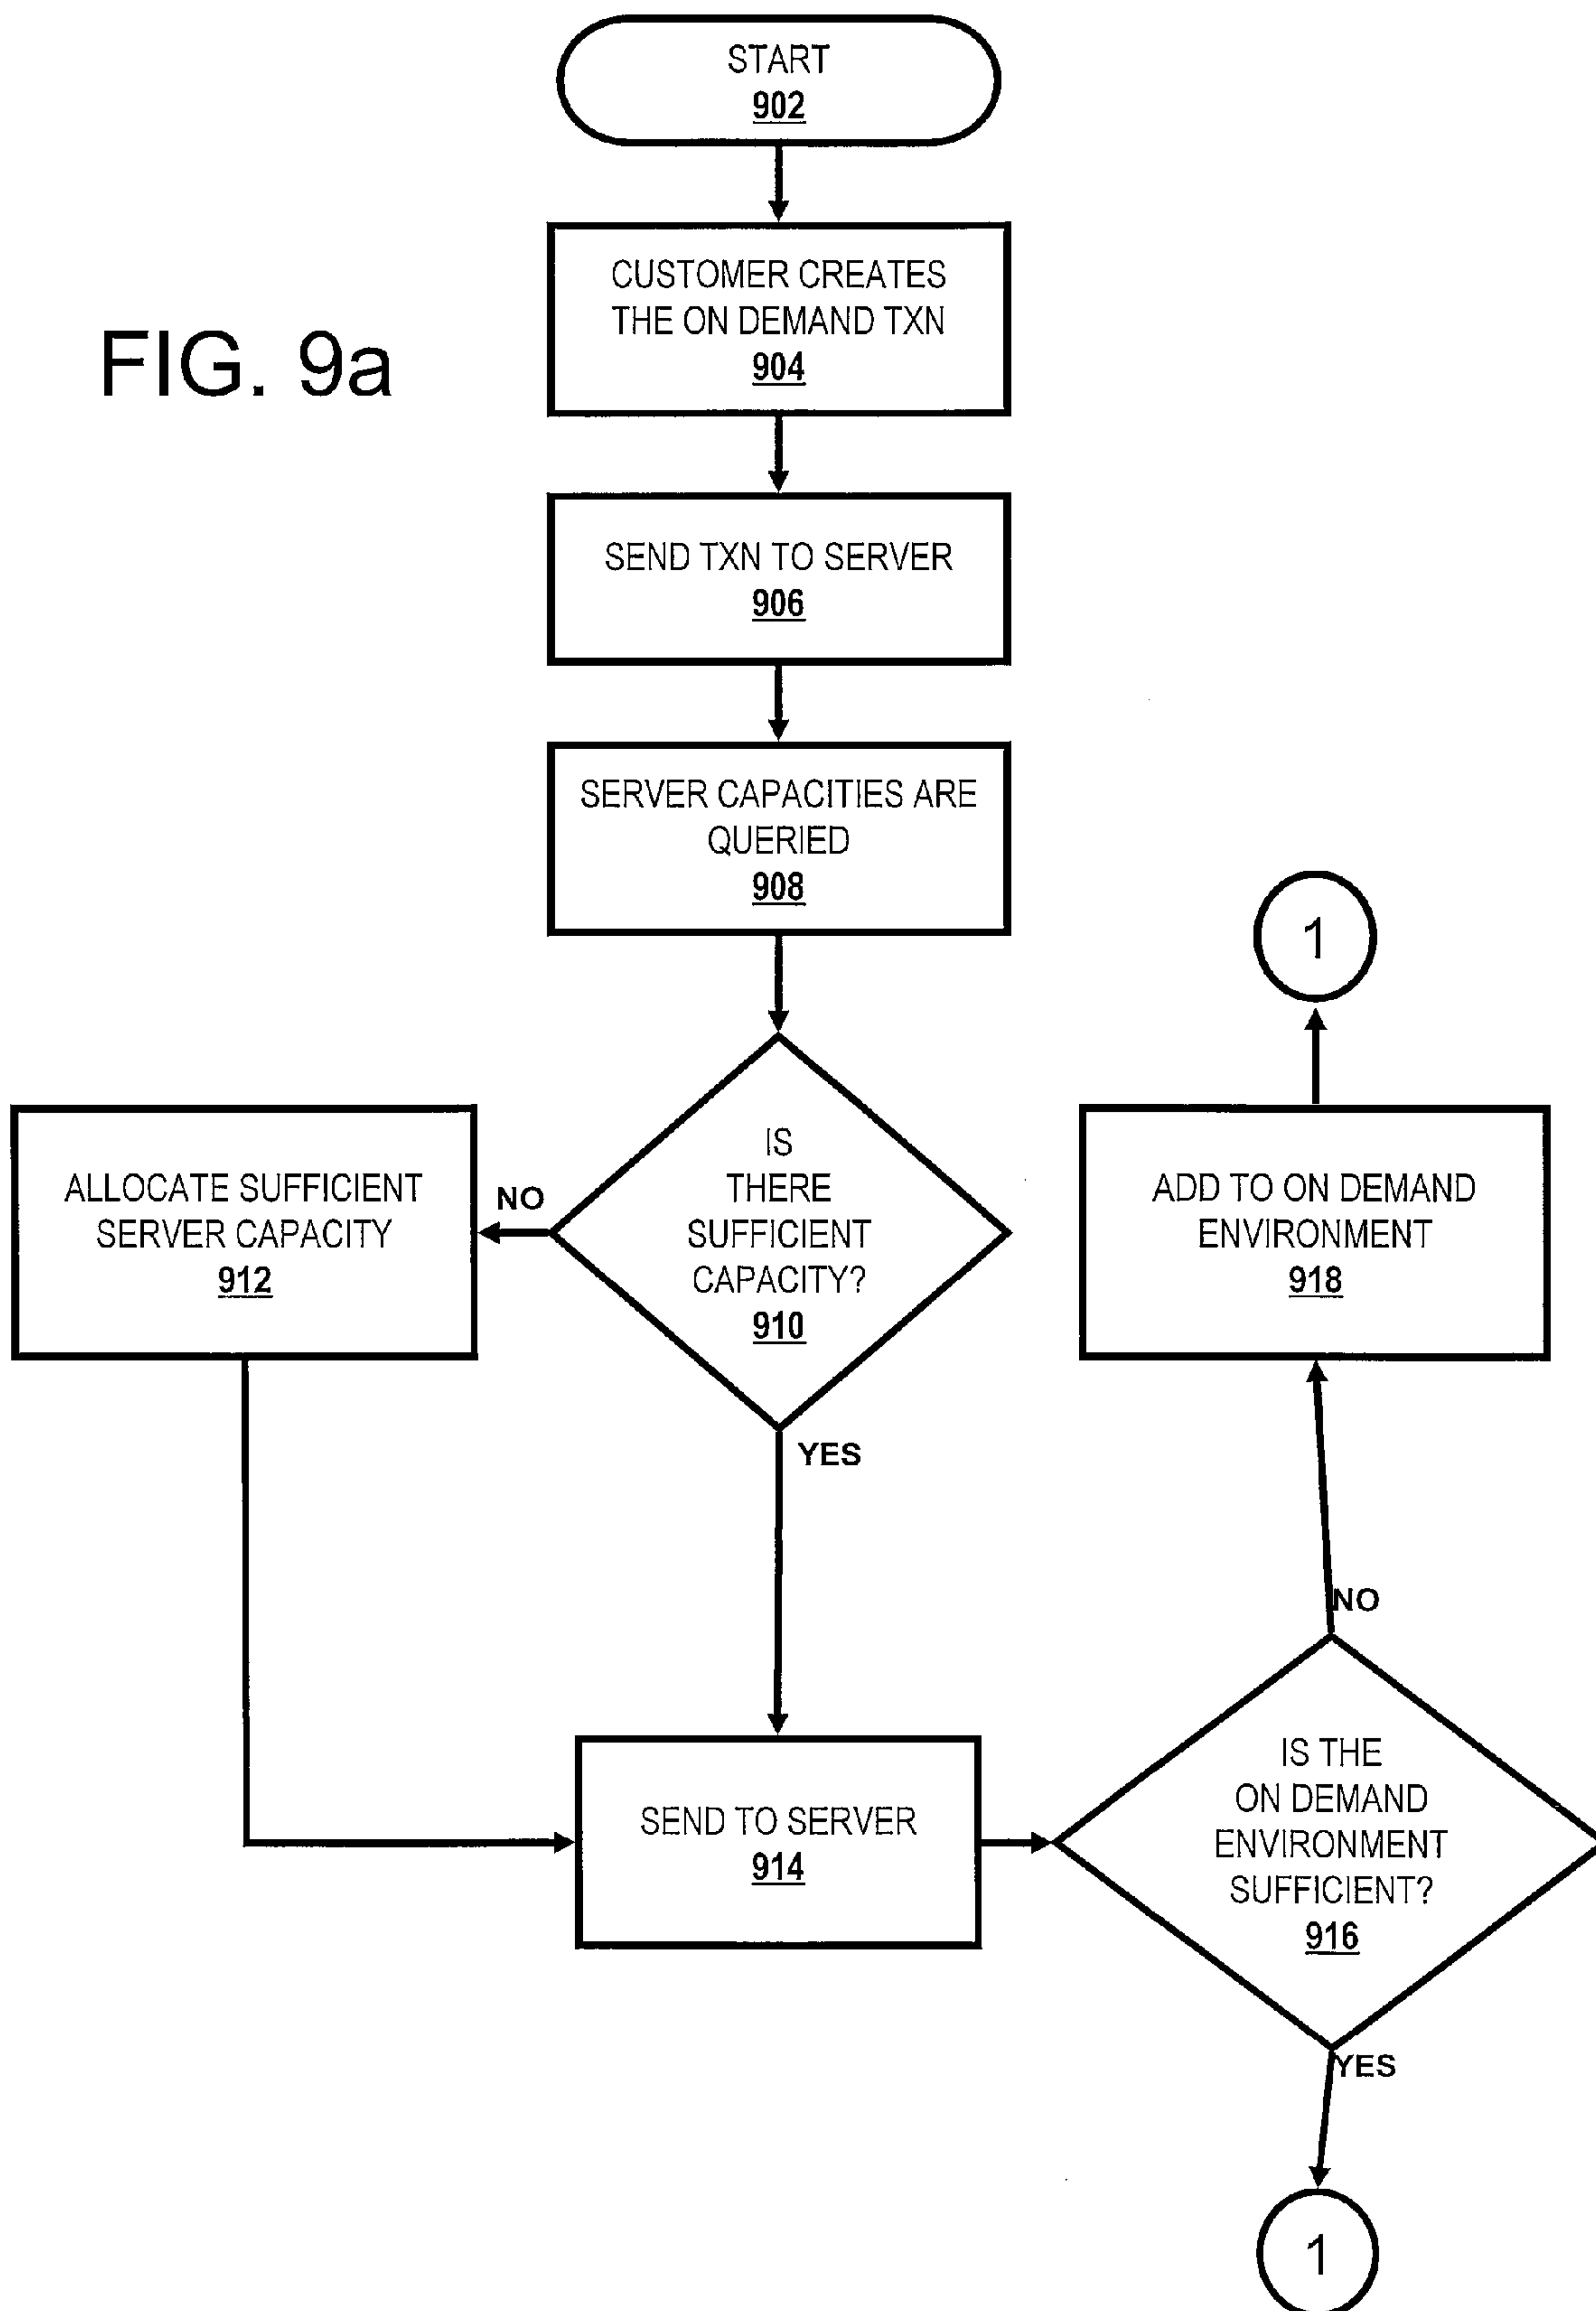 START
902
FIG. 9a
CUSTOMER CREATES
THE ON DEMAND TXN
904
SEND TXN TO SERVER
906
SERVER CAPACITIES ARE
QUERIED
908
1
ALLOCATE SUFFICIENT
SERVER CAPACITY
912
NO
IS
THERE
SUFFICIENT
CAPACITY?
910
YES
ADD TO ON DEMAND
ENVIRONMENT
918
NO
SEND TO SERVER
914
IS THE
ON DEMAND
ENVIRONMENT
SUFFICIENT?
916
YES
1